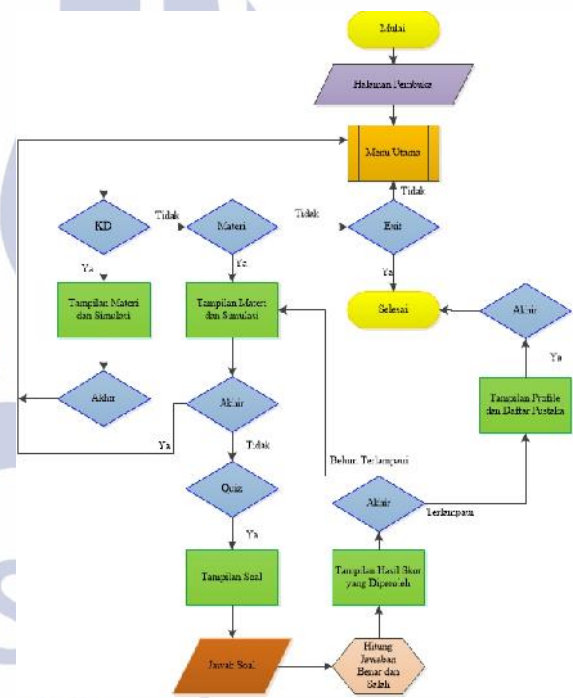 Mulai
Halaman Pembuka
Menu Utama
Tidak
KD
Tidak
Materi
Tidak
Exit
Ya
Ya
Ya
Tampilan Materi
dan Simulasi
Tampilan Materi
dan Simulasi
Selesai
Akhir
Ya
Akhir
Akhir
Tampilan Profile
dan Daftar Pustaka
Ya
Tidak
Belum Terlampaui
Quiz
Akhir
Terlampaui
Ya
Tampilan Soal
Tampilan Hasil Skor
yang Diperoleh
Jawab Soal
Hitung
Jawaban
Benar dan
Salah